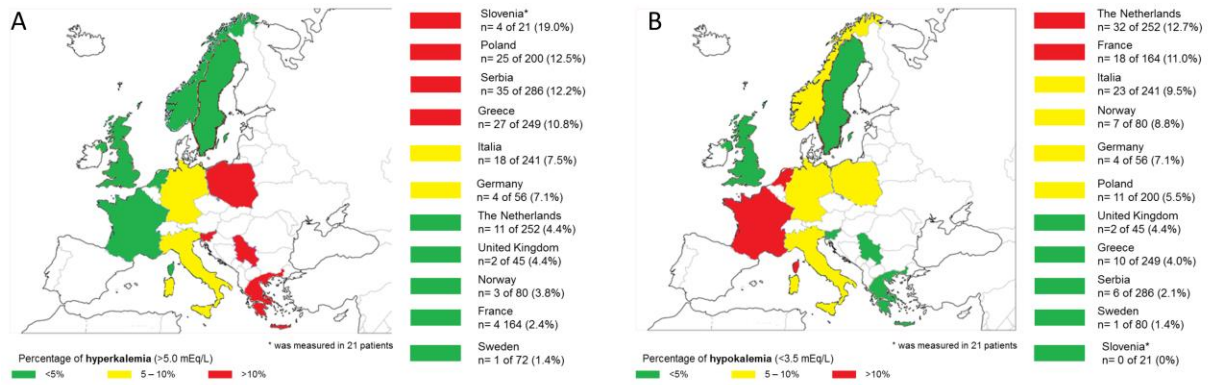 A
Slovenia*
n= 4 of 21 (19.0%)
Poland
n= 25 of 200 (12.5%)
Serbia
n= 35 of 286 (12.2%)
Greece
n= 27 of 249 (10.8%)
Italia
n= 18 of 241 (7.5%)
Germany
n= 4 of 56 (7.1%)
The Netherlands
n= 11 of 252 (4.4%)
United Kingdom
n=2 of 45 (4.4%)
Norway
n= 3 of 80 (3.8%)
France
n= 4 164 (2.4%)
Sweden
n= 1 of 72 (1.4%)
* was measured in 21 patients
Percentage of hyperkalemia (>5.0 mEq/L)
<5% 5 – 10% >10%
B
The Netherlands
n= 32 of 252 (12.7%)
France
n= 18 of 164 (11.0%)
Italia
n= 23 of 241 (9.5%)
Norway
n= 7 of 80 (8.8%)
Germany
n= 4 of 56 (7.1%)
Poland
n= 11 of 200 (5.5%)
United Kingdom
n= 2 of 45 (4.4%)
Greece
n= 10 of 249 (4.0%)
Serbia
n= 6 of 286 (2.1%)
Sweden
n= 1 of 80 (1.4%)
Slovenia*
n= 0 of 21 (0%)
* was measured in 21 patients
Percentage of hypokalemia (<3.5 mEq/L)
<5% 5 – 10% >10%